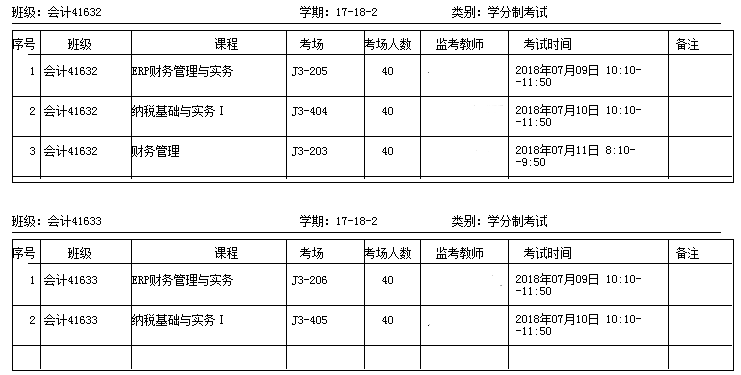 班级：会计41632 学期：17-18-2 类别：学分制考试
序号 班级 课程 考场 考场人数 监考教师 考试时间 备注
1 会计41632 ERP财务管理与实务 J3-205 40 2018年07月09日 10:10-
-11:50
2 会计41632 纳税基础与实务Ⅰ J3-404 40 2018年07月10日 10:10-
-11:50
3 会计41632 财务管理 J3-203 40 2018年07月11日 8:10-
-9:50
班级：会计41633 学期：17-18-2 类别：学分制考试
序号 班级 课程 考场 考场人数 监考教师 考试时间 备注
1 会计41633 ERP财务管理与实务 J3-206 40 2018年07月09日 10:10-
-11:50
2 会计41633 纳税基础与实务Ⅰ J3-405 40 2018年07月10日 10:10-
-11:50